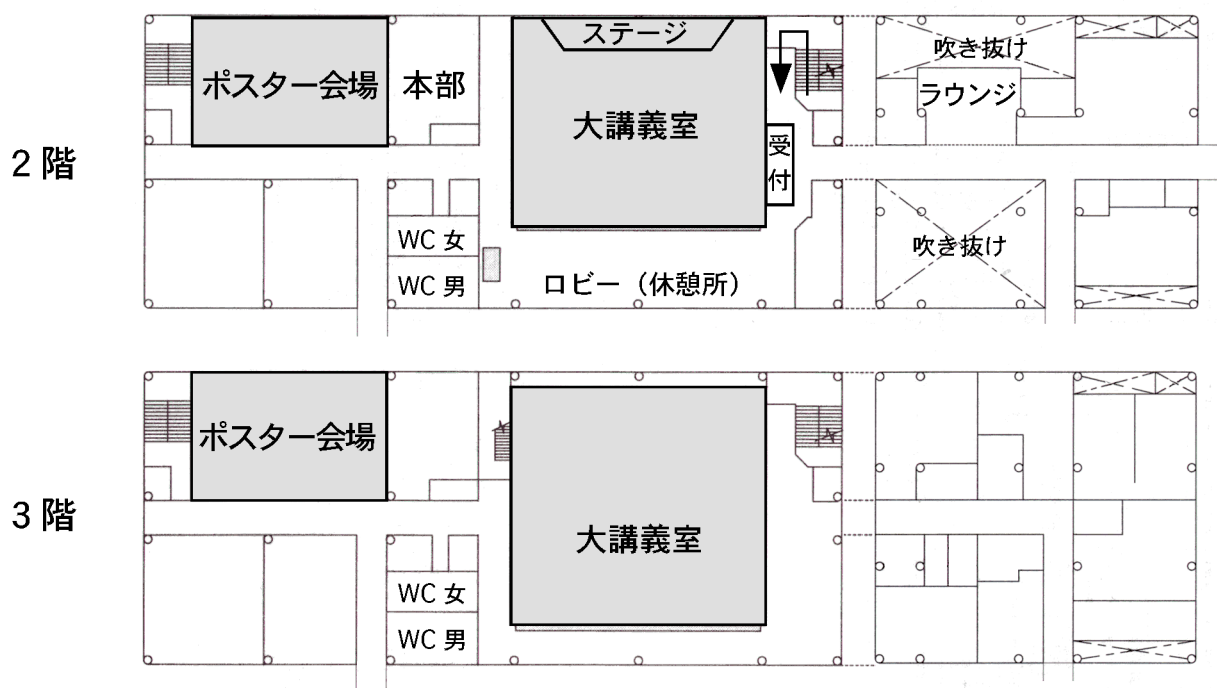 2階
ステージ
ポスター会場
本部
大講義室
受付
吹き抜け
ラウンジ
WC 女
WC 男
ロビー（休憩所）
吹き抜け
3階
ポスター会場
大講義室
WC 女
WC 男